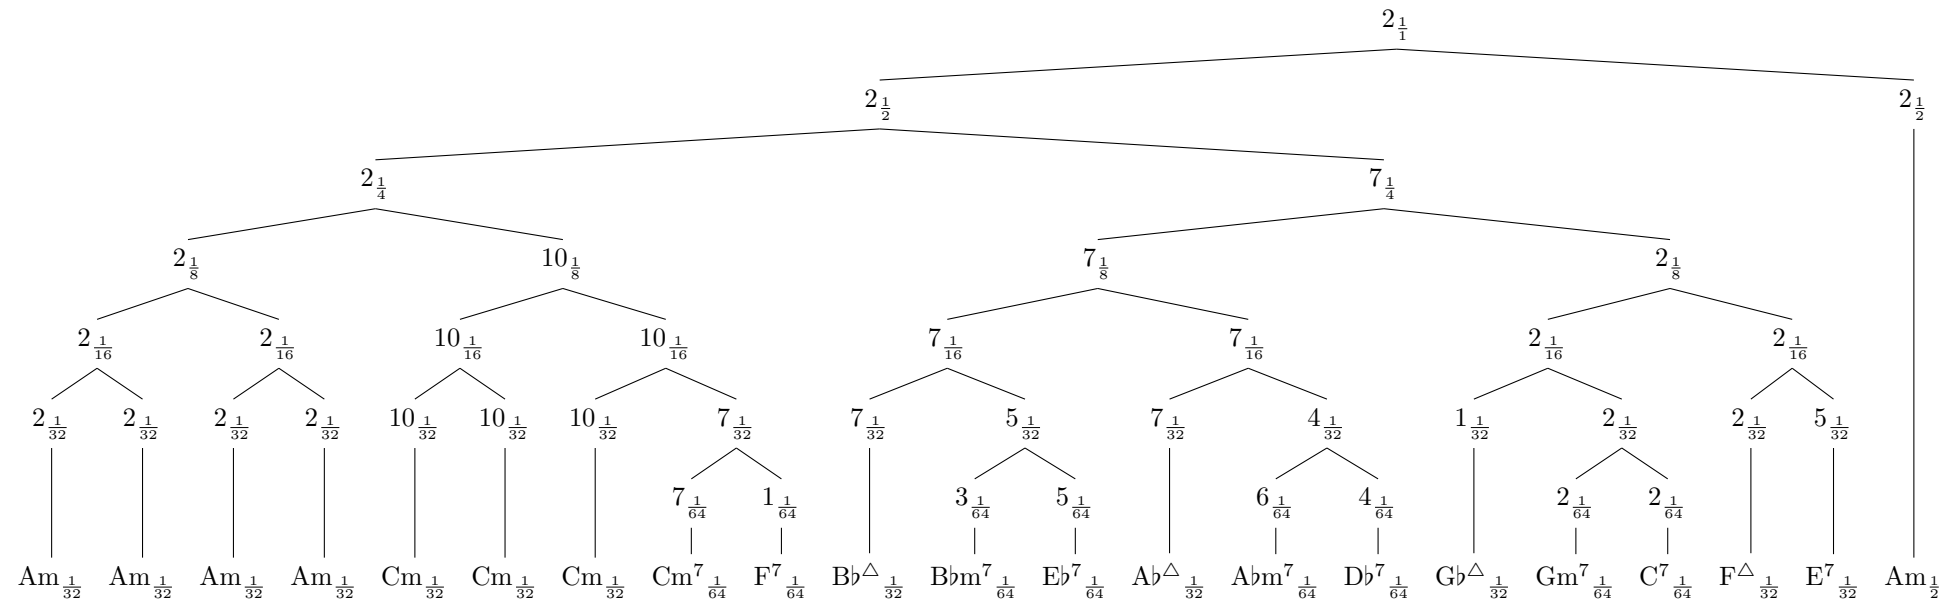 2 1/1
2 1/2 2 1/2
2 1/4 7 1/4
2 1/8 10 1/8 7 1/8 2 1/8
2 1/16 2 1/16 10 1/16 10 1/16 7 1/16 7 1/16 2 1/16 2 1/16
2 1/32 2 1/32 2 1/32 2 1/32 10 1/32 10 1/32 10 1/32 7 1/32 7 1/32 5 1/32 7 1/32 4 1/32 1 1/32 2 1/32 2 1/32 5 1/32
7 1/64 1 1/64 3 1/64 5 1/64 6 1/64 4 1/64 2 1/64 2 1/64
Am 1/32 Am 1/32 Am 1/32 Am 1/32 Cm 1/32 Cm 1/32 Cm 1/32 Cm⁷ 1/64 F⁷ 1/64 B♭△ 1/32 B♭m⁷ 1/64 E♭⁷ 1/64 A♭△ 1/32 A♭m⁷ 1/64 D♭⁷ 1/64 G♭△ 1/32 Gm⁷ 1/64 C⁷ 1/64 F△ 1/32 E⁷ 1/32 Am 1/2